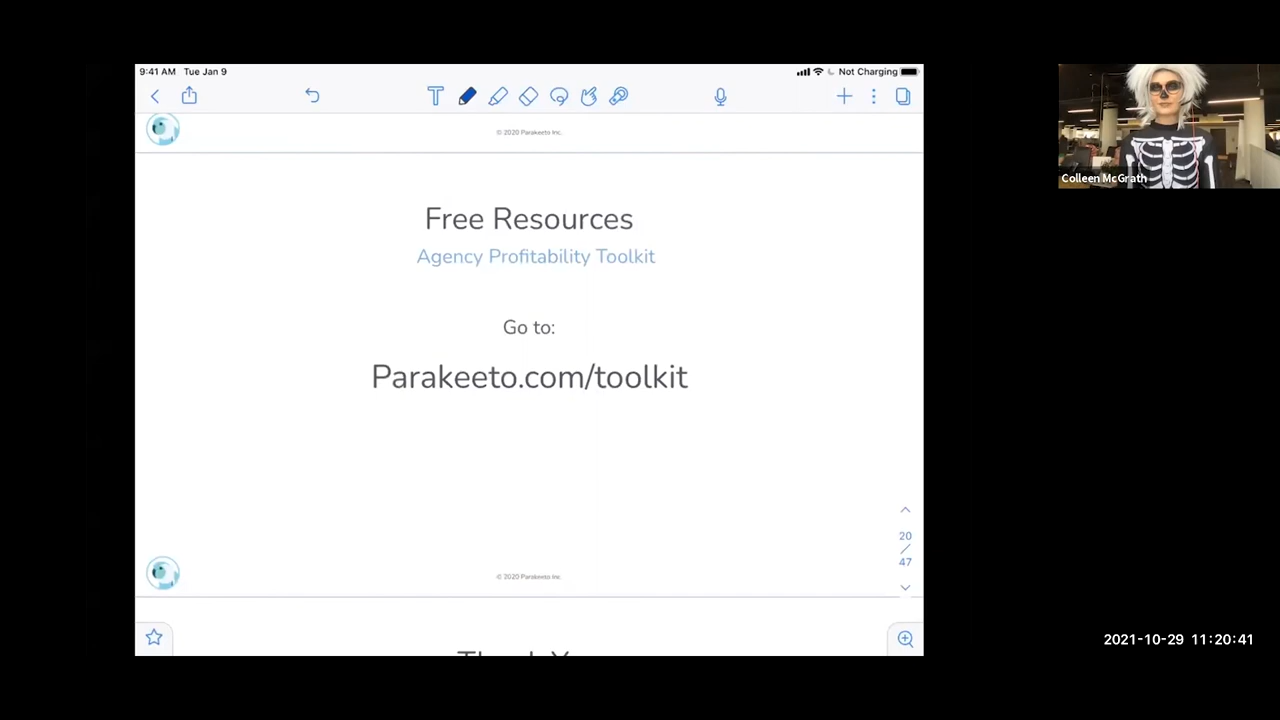 9:41 AM Tue Jan 9
Not Charging
© 2020 Parakeeto Inc.
Free Resources
Agency Profitability Toolkit
Go to:
Parakeeto.com/toolkit
20
47
© 2020 Parakeeto Inc.
Colleen McGrath
2021-10-29 11:20:41